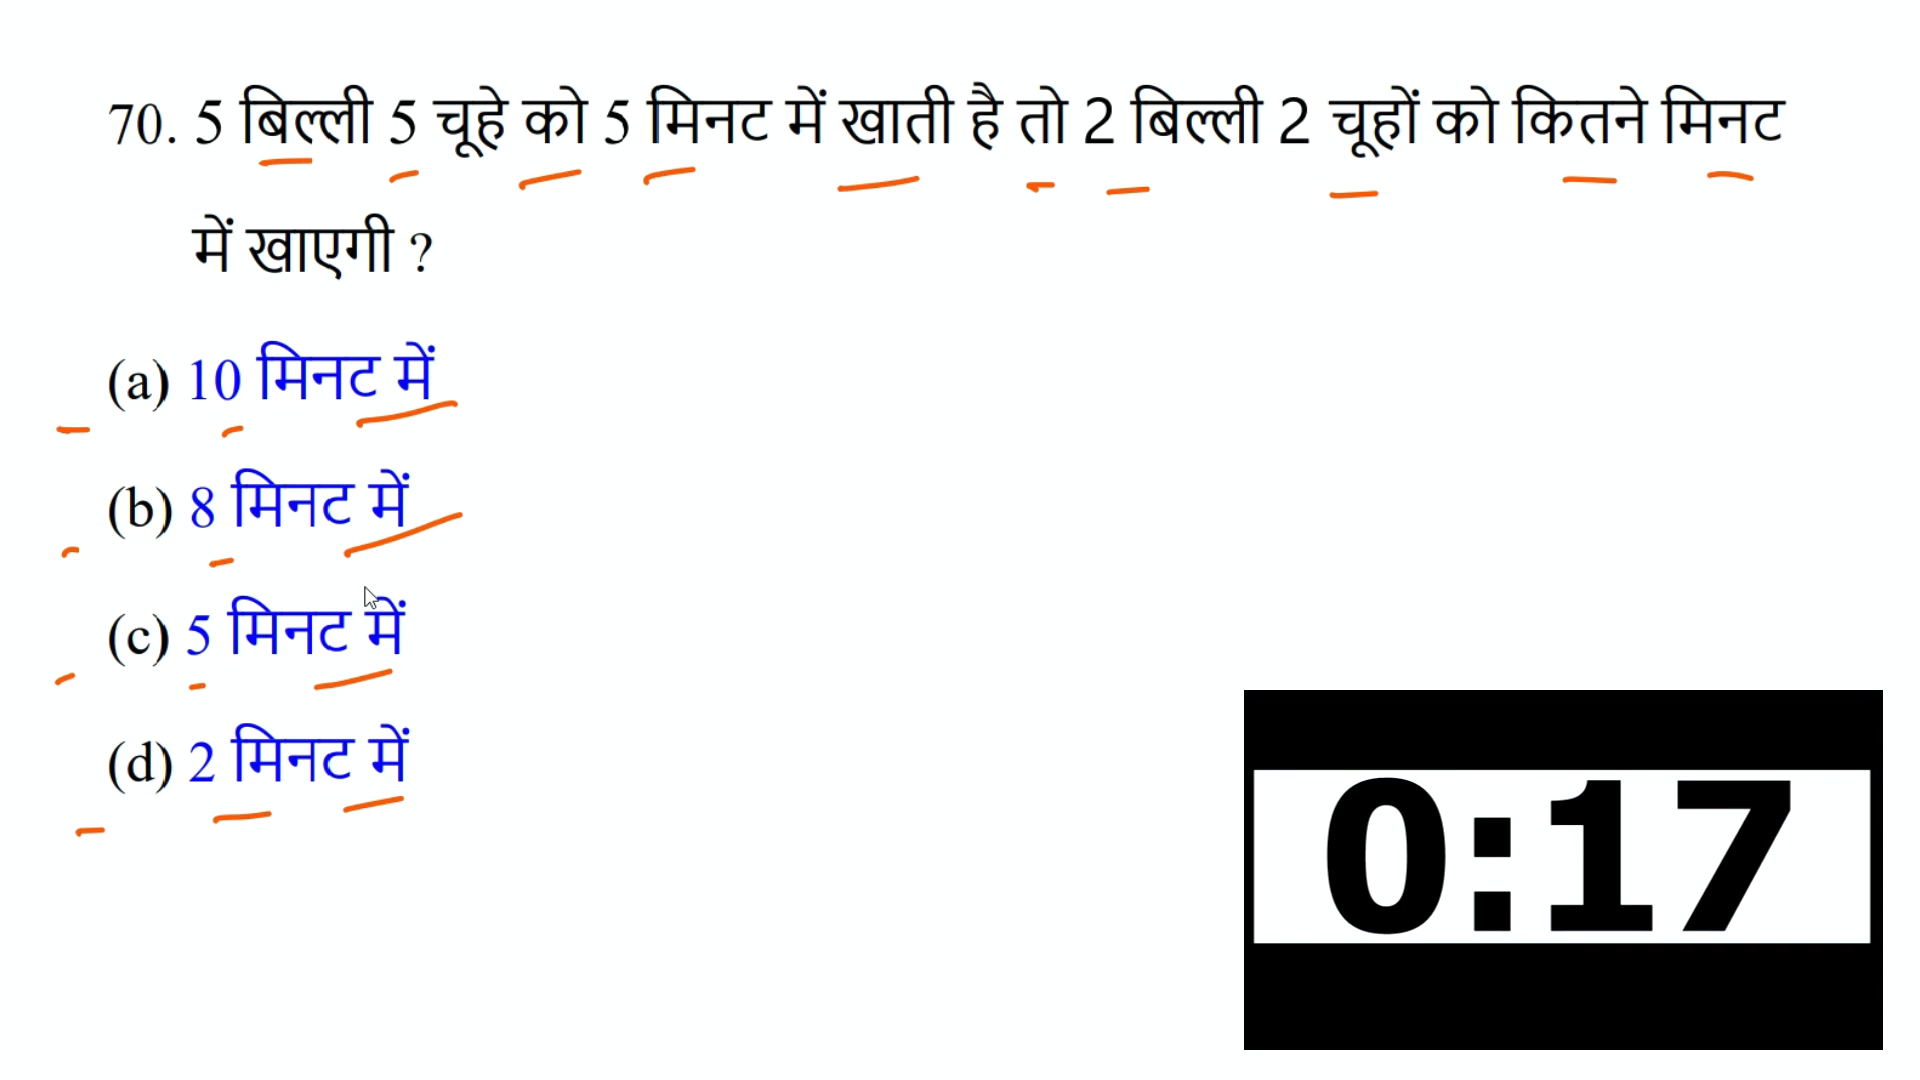 70. 5 बिल्ली 5 चूहे को 5 मिनट में खाती है तो 2 बिल्ली 2 चूहों को कितने मिनट
में खाएगी ?
(a) 10 मिनट में
(b) 8 मिनट में
(c) 5 मिनट में
(d) 2 मिनट में
0:17